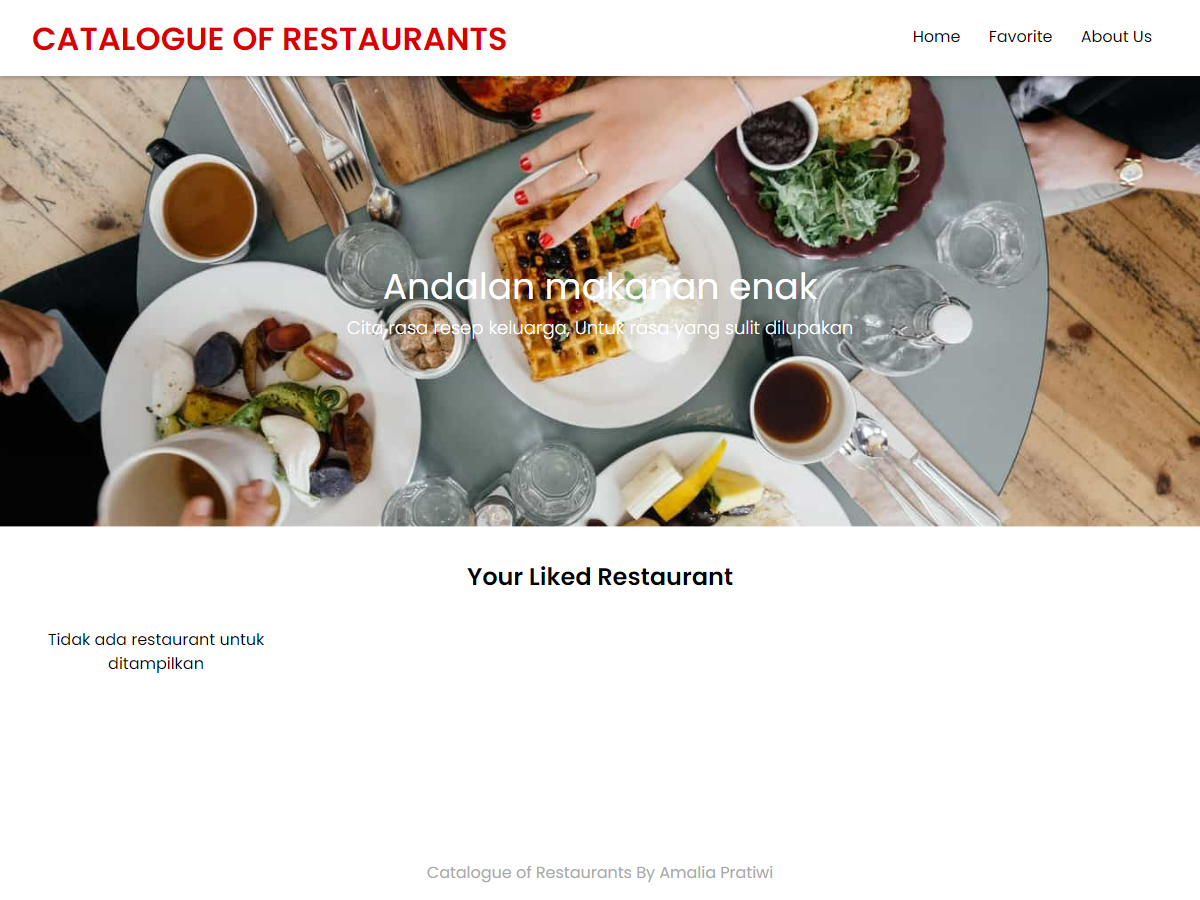 CATALOGUE OF RESTAURANTS
Home Favorite About Us
Andalan makanan enak
Cita rasa resep keluarga, Untuk rasa yang sulit dilupakan
Your Liked Restaurant
Tidak ada restaurant untuk
ditampilkan
Catalogue of Restaurants By Amalia Pratiwi